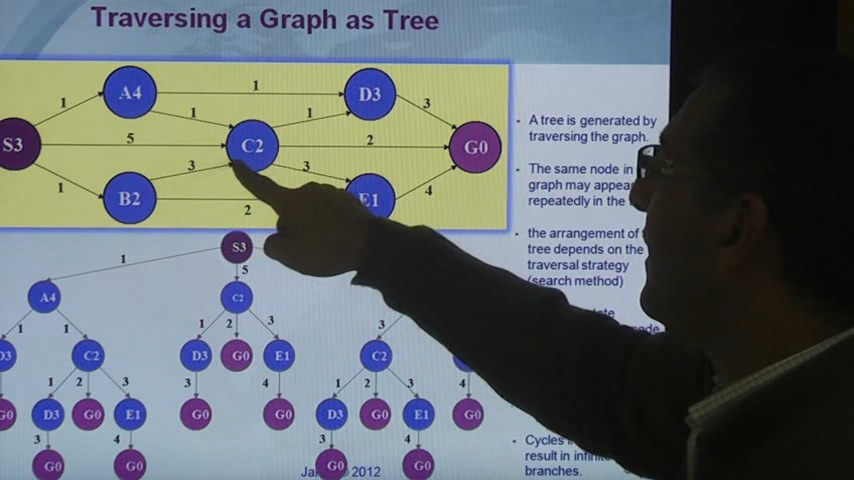 Traversing a Graph as Tree
1
A4
D3
1
1
1
3
S3
5
C2
2
G0
3
3
1
B2
2
E1
4
A tree is generated by
traversing the graph.
The same node in
graph may appear
repeatedly in the
the arrangement of
tree depends on the
traversal strategy
(search method)
Cycles
result in
branches.
S3
1
5
A4
C2
1
1
1
2
3
3
D3
C2
D3
G0
E1
C2
1
2
3
3
4
1
2
3
4
G0
D3
G0
E1
G0
G0
D3
G0
E1
G0
3
4
3
4
G0
G0
G0
G0
2012